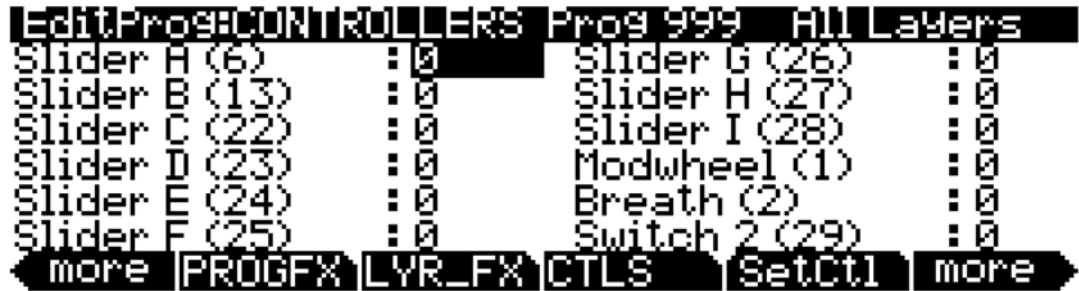 EditProg:CONTROLLERS Prog 999 All Layers
Slider A (6) :0 Slider G (26) :0
Slider B (13) :0 Slider H (27) :0
Slider C (22) :0 Slider I (28) :0
Slider D (23) :0 Modwheel (1) :0
Slider E (24) :0 Breath (2) :0
Slider F (25) :0 Switch 2 (29) :0
more PROGFX LYR_FX CTLS SetCtl more